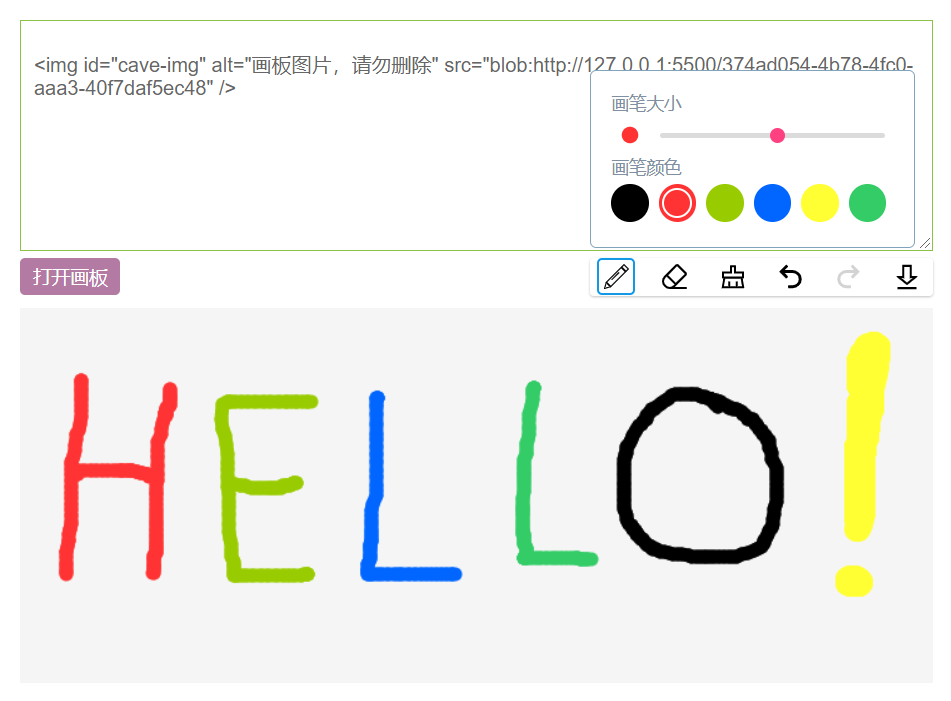 <img id="cave-img" alt="画板图片，请勿删除" src="blob:http://127.0.0.1:5500/374ad054-4b78-4fc0-
aaa3-40f7daf5ec48" />
画笔大小
画笔颜色
打开画板
HELLO!